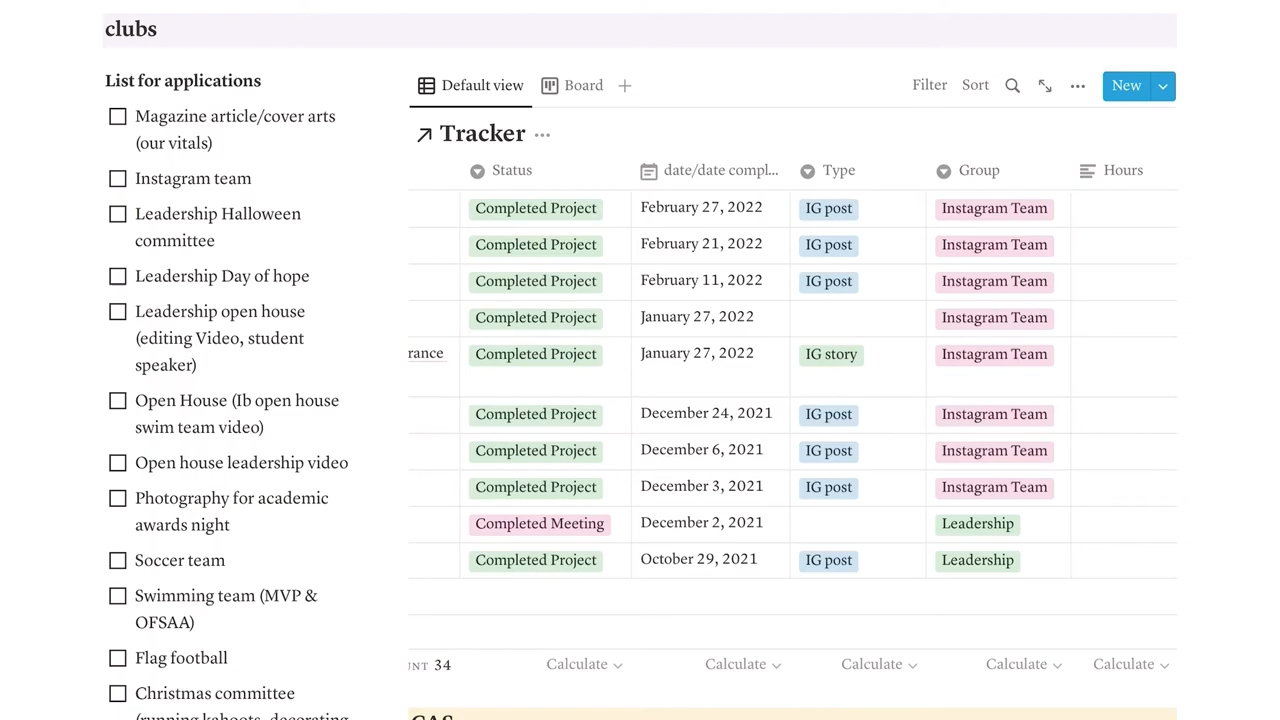 clubs
List for applications
Magazine article/cover arts
(our vitals)
Instagram team
Leadership Halloween
committee
Leadership Day of hope
Leadership open house
(editing Video, student
speaker)
Open House (Ib open house
swim team video)
Open house leadership video
Photography for academic
awards night
Soccer team
Swimming team (MVP &
OFSAA)
Flag football
Christmas committee
(running kahoots, decorating
Default view Board + Filter Sort ... New
Tracker ...
Status date/date compl... Type Group Hours
Completed Project February 27, 2022 IG post Instagram Team
Completed Project February 21, 2022 IG post Instagram Team
Completed Project February 11, 2022 IG post Instagram Team
Completed Project January 27, 2022 Instagram Team
rance Completed Project January 27, 2022 IG story Instagram Team
Completed Project December 24, 2021 IG post Instagram Team
Completed Project December 6, 2021 IG post Instagram Team
Completed Project December 3, 2021 IG post Instagram Team
Completed Meeting December 2, 2021 Leadership
Completed Project October 29, 2021 IG post Leadership
UNT 34 Calculate Calculate Calculate Calculate Calculate
CAS